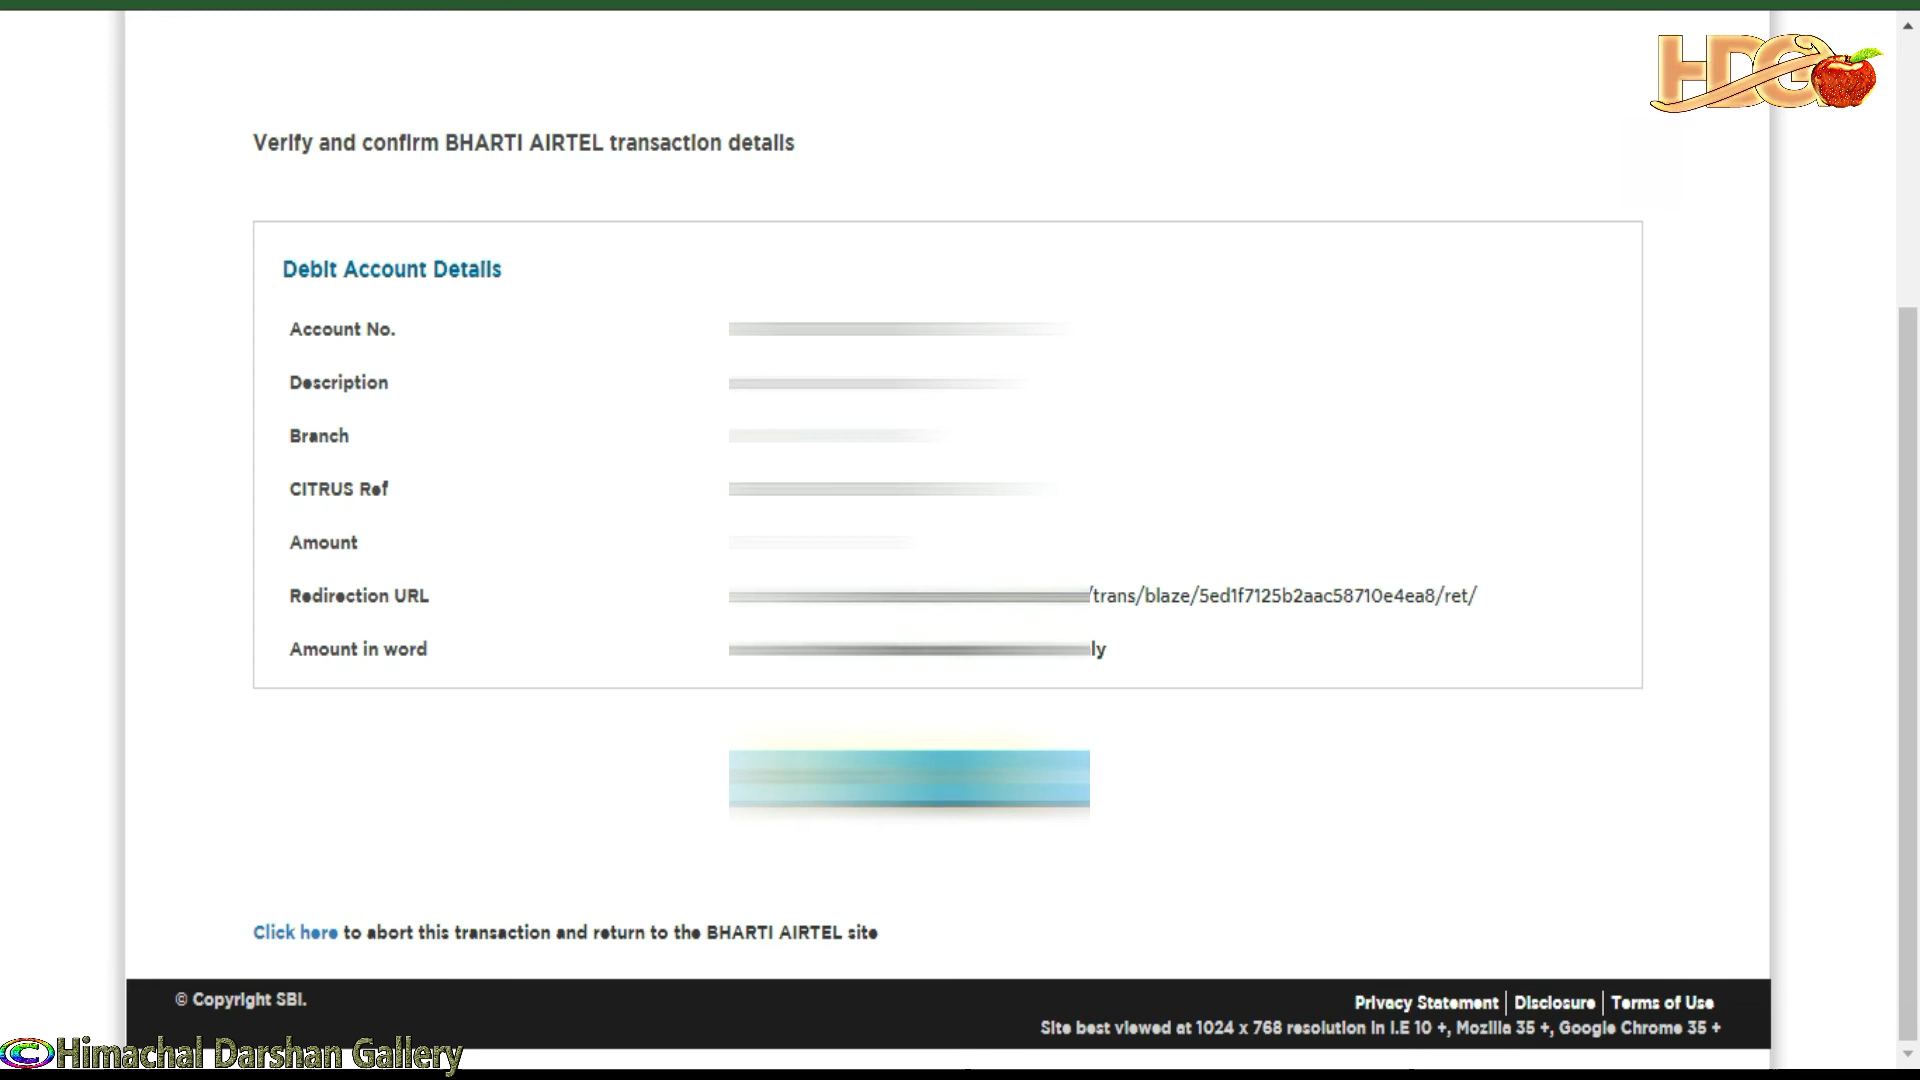 HDG
Verify and confirm BHARTI AIRTEL transaction details
Debit Account Details
Account No.
Description
Branch
CITRUS Ref
Amount
Redirection URL /trans/blaze/5ed1f7125b2aac58710e4ea8/ret/
Amount in word ly
Click here to abort this transaction and return to the BHARTI AIRTEL site
© Copyright SBI.
Privacy Statement | Disclosure | Terms of Use
Site best viewed at 1024 x 768 resolution in I.E 10 +, Mozilla 35 +, Google Chrome 35 +
© Himachal Darshan Gallery